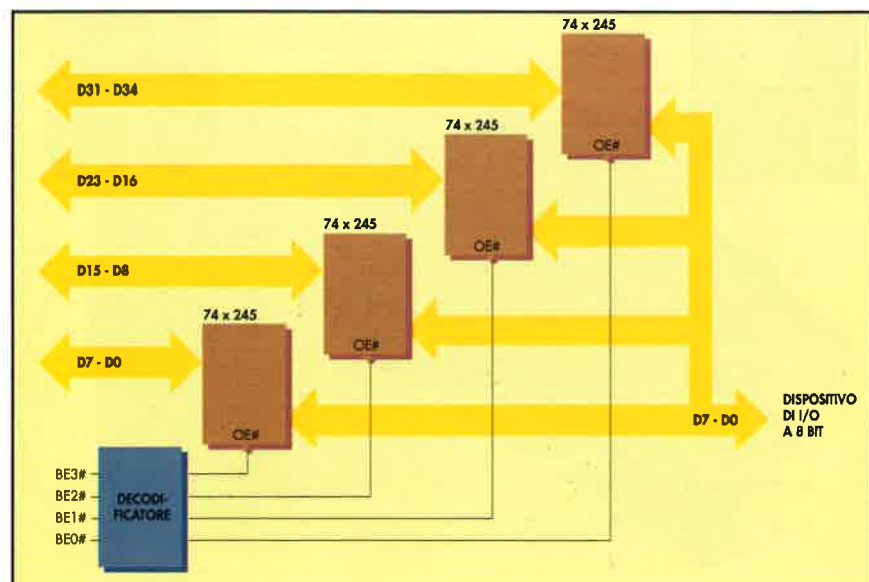 74 x 245
D31 - D34
OE#
74 x 245
D23 - D16
OE#
74 x 245
D15 - D8
OE#
74 x 245
D7 - D0
OE#
D7 - D0
DISPOSITIVO
DI I/O
A 8 BIT
BE3#
BE2#
BE1#
BE0#
DECODI-
FICATORE